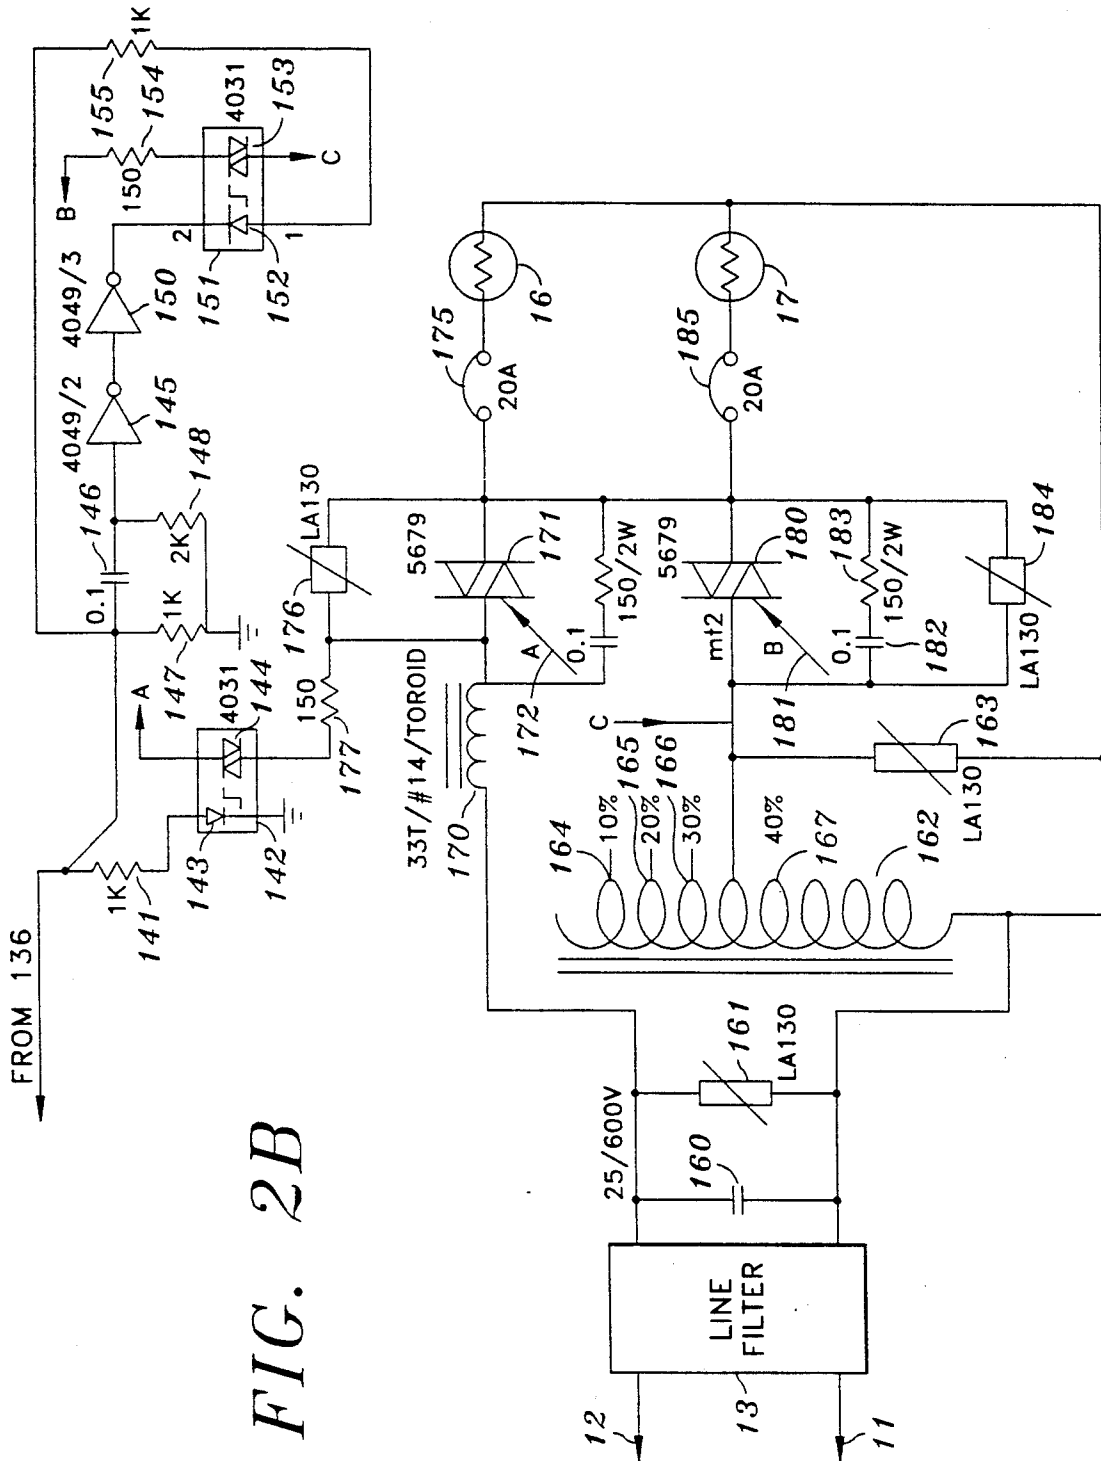 FIG. 2B
FROM 136
1K
141
143
142
144
4031
A
147
1K
0.1
146
2K
148
4049/2
145
4049/3
150
2
1
151
152
B
150
154
155
1K
4031
153
C
176
LA130
150
177
33T/#14/TOROID
170
5679
171
A
172
0.1
150/2W
175
20A
16
5679
180
mt2
B
181
0.1
182
183
150/2W
185
20A
17
LA130
184
C
164
10%
165
20%
166
30%
40%
167
162
163
LA130
25/600V
160
161
LA130
LINE
FILTER
13
12
11